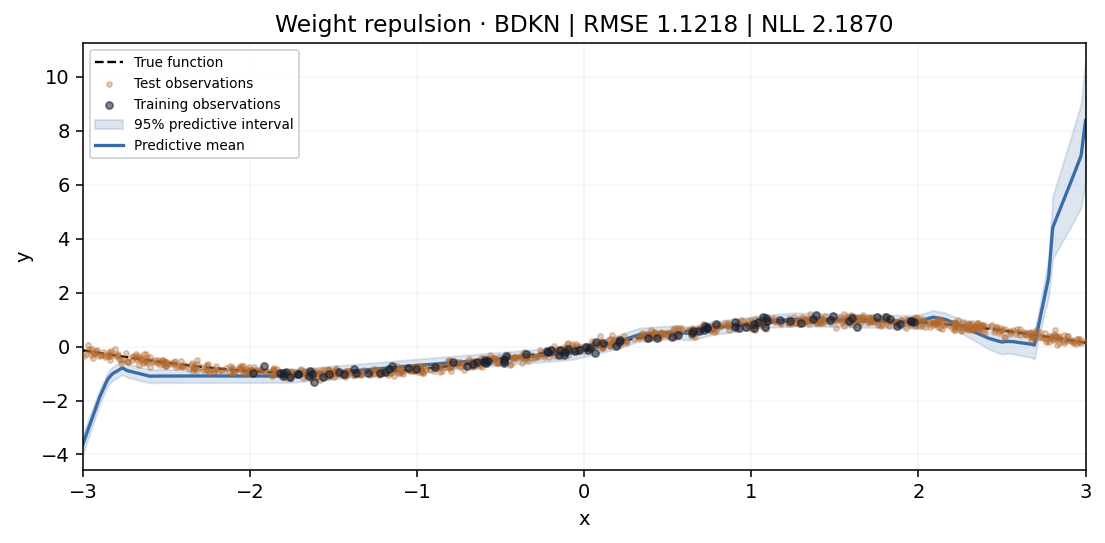 Weight repulsion · BDKN | RMSE 1.1218 | NLL 2.1870
True function
Test observations
Training observations
95% predictive interval
Predictive mean
10
8
6
4
2
0
−2
−4
y
−3
−2
−1
0
1
2
3
x